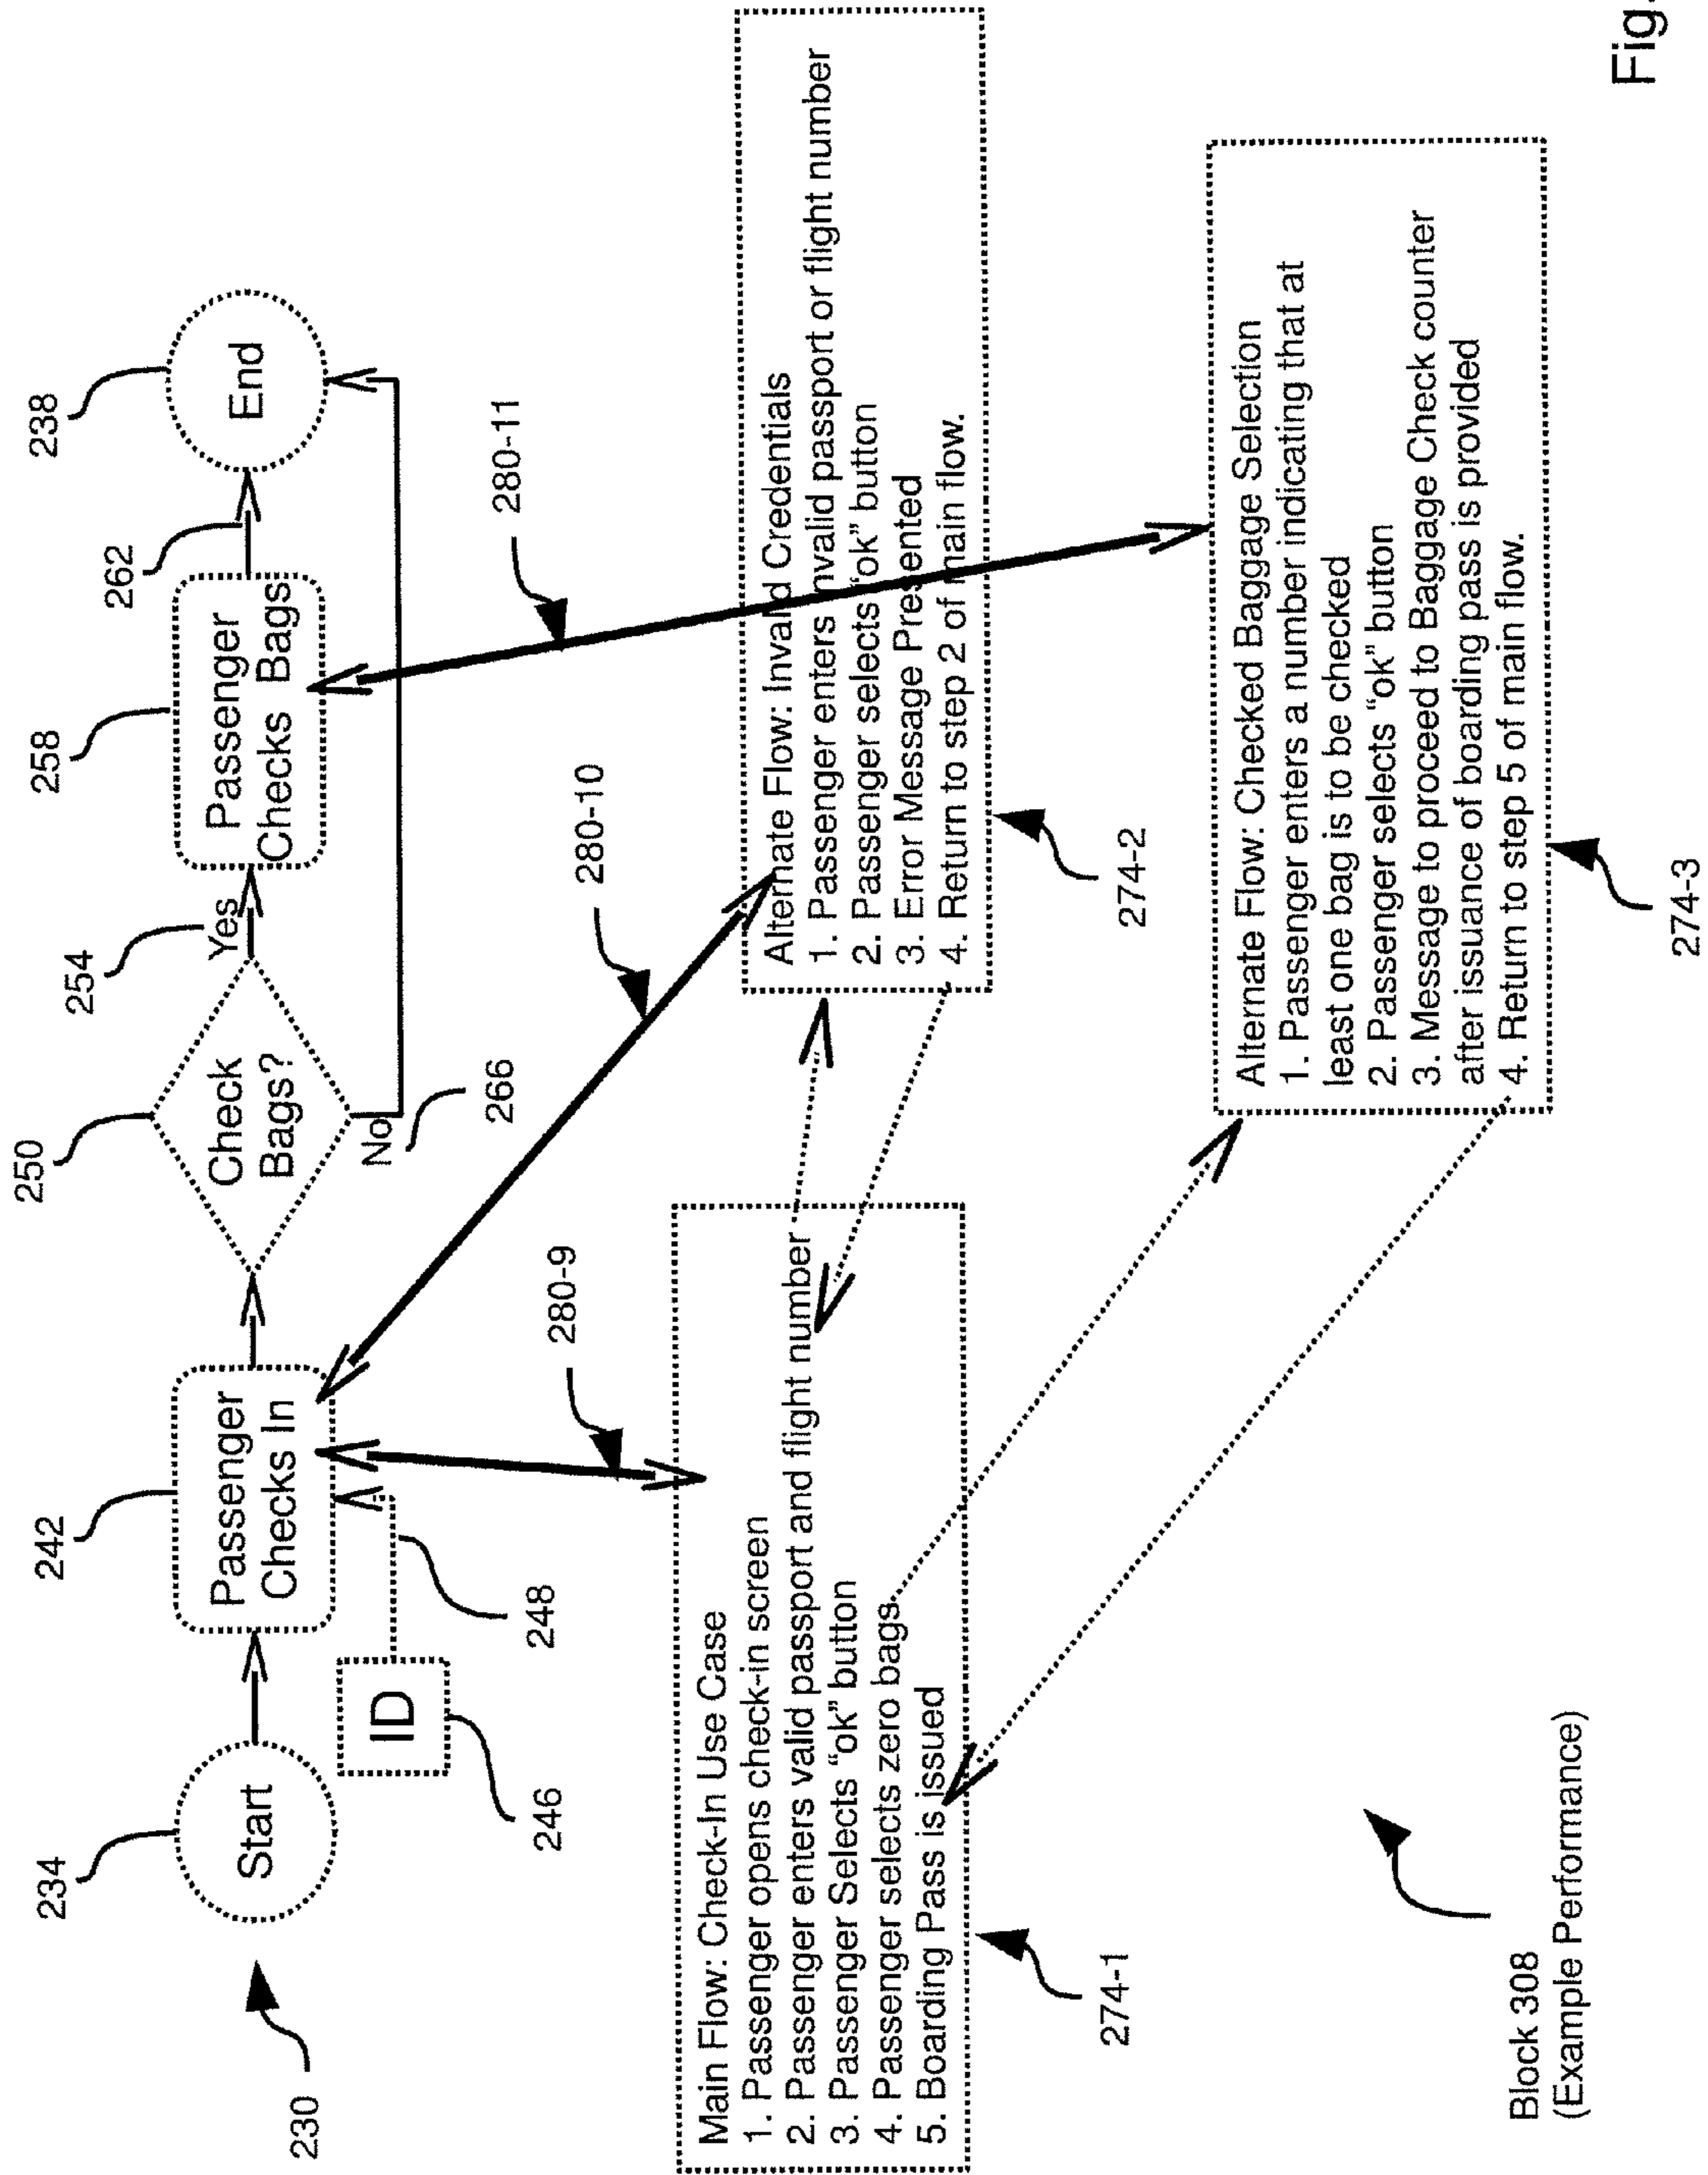 230
234
Start
ID
246
248
242
Passenger
Checks In
250
Check
Bags?
Yes
254
No
266
258
Passenger
Checks Bags
262
238
End
280-9
280-10
280-11
Main Flow: Check-In Use Case
1. Passenger opens check-in screen
2. Passenger enters valid passport and flight number
3. Passenger Selects “ok” button
4. Passenger selects zero bags
5. Boarding Pass is issued
274-1
Alternate Flow: Invalid Credentials
1. Passenger enters invalid passport or flight number
2. Passenger selects “ok” button
3. Error Message Presented
4. Return to step 2 of main flow.
274-2
Alternate Flow: Checked Baggage Selection
1. Passenger enters a number indicating that at
least one bag is to be checked
2. Passenger selects “ok” button
3. Message to proceed to Baggage Check counter
after issuance of boarding pass is provided
4. Return to step 5 of main flow.
274-3
Block 308
(Example Performance)
Fig.